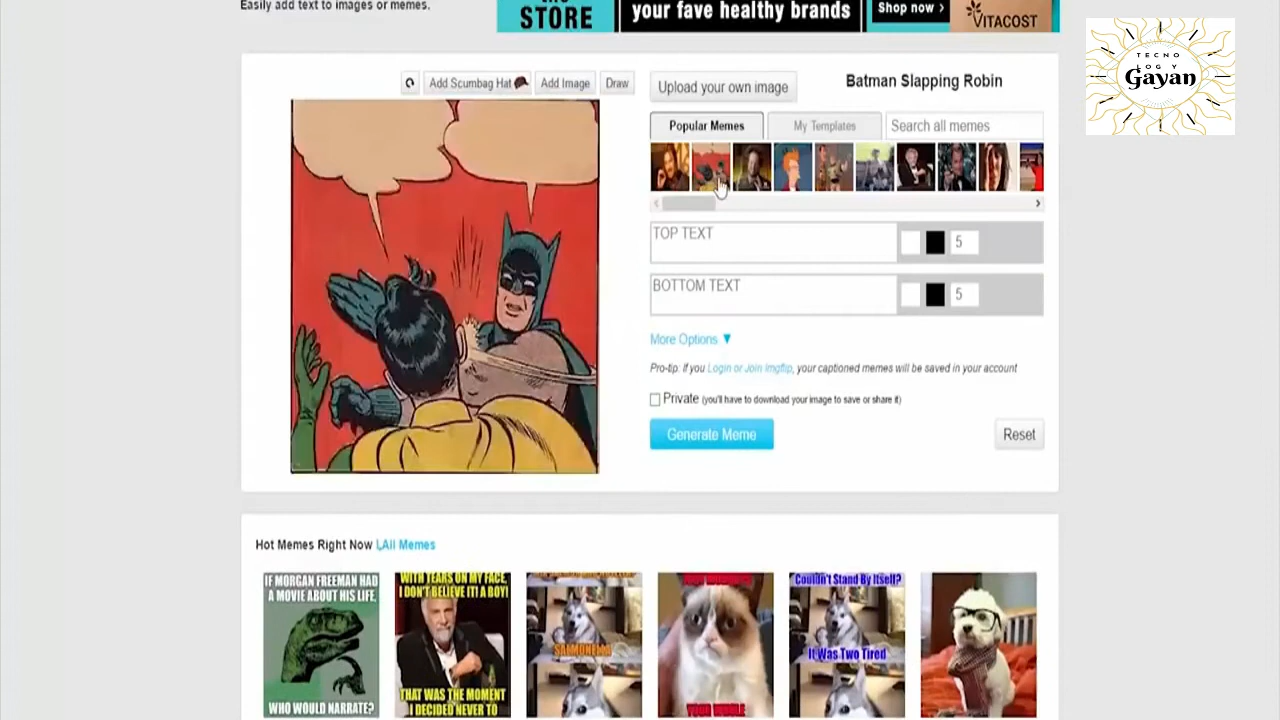 Easily add text to images or memes.
STORE
your fave healthy brands
Shop now ›
VITACOST
TECNO
LOGY
Gayan
Add Scumbag Hat
Add Image
Draw
Upload your own image
Batman Slapping Robin
Popular Memes
My Templates
Search all memes
TOP TEXT
5
BOTTOM TEXT
5
More Options ▼
Pro-tip: If you Login or Join Imgflip, your captioned memes will be saved in your account
Private (you'll have to download your image to save or share it)
Generate Meme
Reset
Hot Memes Right Now
All Memes
IF MORGAN FREEMAN HAD
A MOVIE ABOUT HIS LIFE,
WHO WOULD NARRATE?
WITH TEARS ON MY FACE,
I DON'T BELIEVE IT! A BOY!
THAT WAS THE MOMENT
I DECIDED NEVER TO
SALMONELLA
Couldn't Stand By Itself?
It Was Two Tired